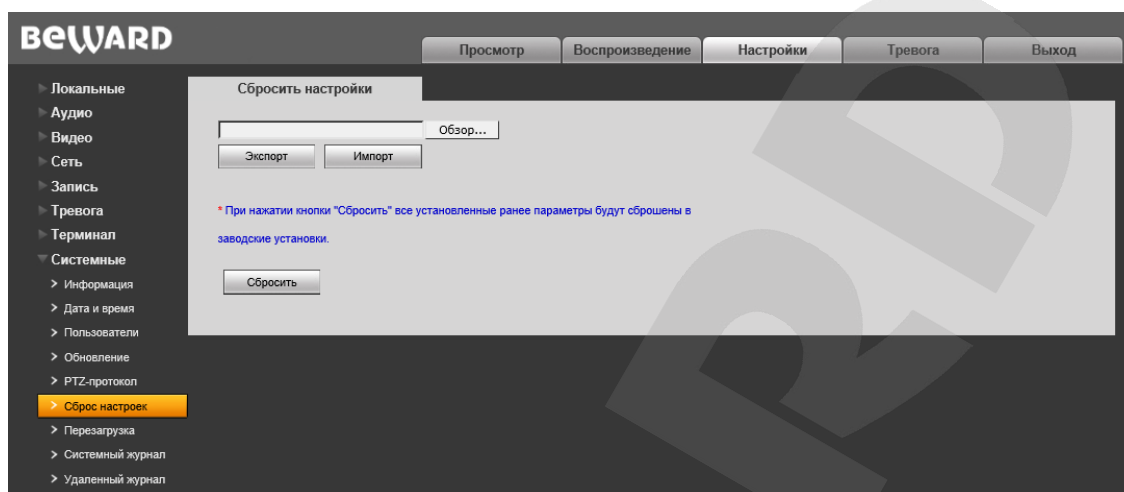 BEWARD
Просмотр Воспроизведение Настройки Тревога Выход
Локальные
Аудио
Видео
Сеть
Запись
Тревога
Терминал
Системные
Информация
Дата и время
Пользователи
Обновление
PTZ-протокол
Сброс настроек
Перезагрузка
Системный журнал
Удаленный журнал
Сбросить настройки
Обзор...
Экспорт Импорт
* При нажатии кнопки "Сбросить" все установленные ранее параметры будут сброшены в
заводские установки.
Сбросить
RD